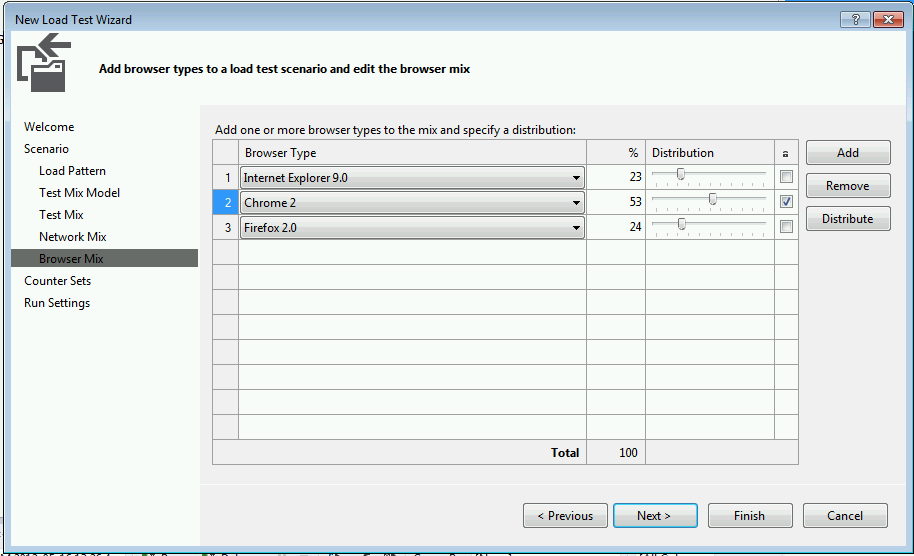 New Load Test Wizard
?
Add browser types to a load test scenario and edit the browser mix
Welcome
Scenario
Load Pattern
Test Mix Model
Test Mix
Network Mix
Browser Mix
Counter Sets
Run Settings
Add one or more browser types to the mix and specify a distribution:
Browser Type % Distribution
1 Internet Explorer 9.0 23
2 Chrome 2 53
3 Firefox 2.0 24
Total 100
Add
Remove
Distribute
< Previous Next > Finish Cancel